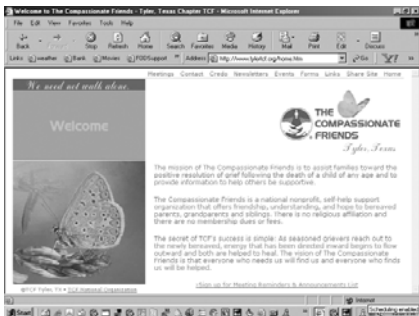 Welcome to The Compassionate Friends - Tyler, Texas Chapter TCF - Microsoft Internet Explorer
File Edit View Favorites Tools Help
Back Stop Refresh Home Search Favorites Media History Mail Print Edit Discuss
Links weather Bank Movies Address Go
Meetings Contact Credo Newsletters Events Forms Links Share Site Home
We need not walk alone.
Welcome
THE
COMPASSIONATE
FRIENDS
Tyler, Texas
The mission of The Compassionate Friends is to assist families toward the
positive resolution of grief following the death of a child of any age and to
provide information to help others be supportive.
The Compassionate Friends is a national nonprofit, self-help support
organization that offers friendship, understanding, and hope to bereaved
parents, grandparents and siblings. There is no religious affiliation and
there are no membership dues or fees.
The secret of TCF's success is simple: As seasoned grievers reach out to
the newly bereaved, energy that has been directed inward begins to flow
outward and both are helped to heal. The vision of The Compassionate
Friends is that everyone who needs us will find us and everyone who finds
us will be helped.
Sign up for Meeting Reminders & Announcements List
©TCF Tyler, TX • TCF National Organization
Internet
Start
Scheduling enabled